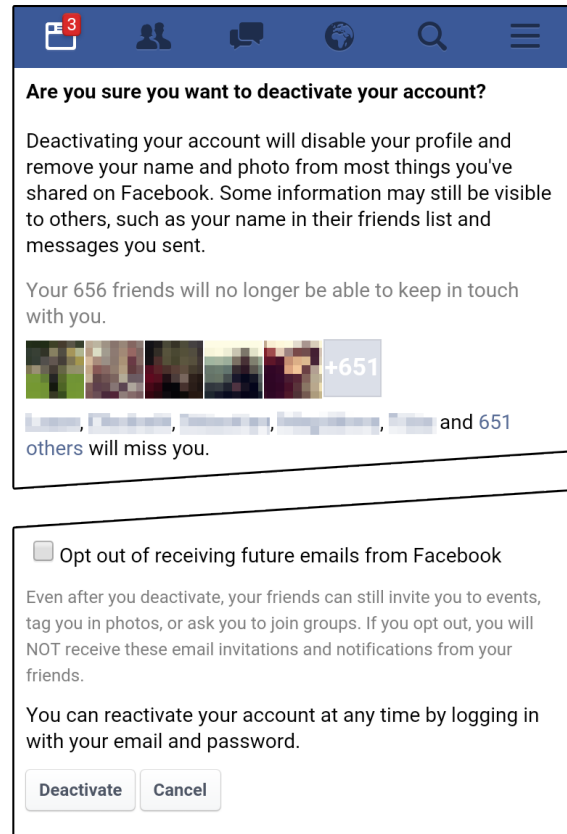 3
Are you sure you want to deactivate your account?
Deactivating your account will disable your profile and
remove your name and photo from most things you've
shared on Facebook. Some information may still be visible
to others, such as your name in their friends list and
messages you sent.
Your 656 friends will no longer be able to keep in touch
with you.
+651
, , , , and 651
others will miss you.
Opt out of receiving future emails from Facebook
Even after you deactivate, your friends can still invite you to events,
tag you in photos, or ask you to join groups. If you opt out, you will
NOT receive these email invitations and notifications from your
friends.
You can reactivate your account at any time by logging in
with your email and password.
Deactivate Cancel